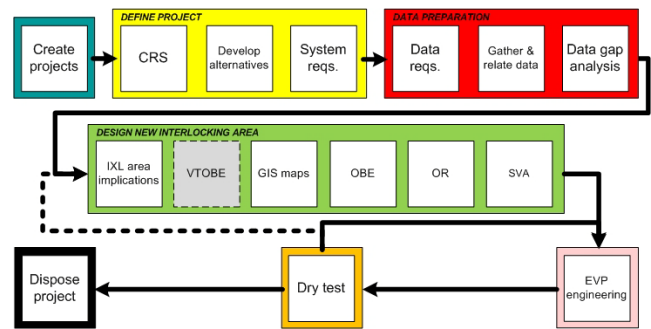 DEFINE PROJECT
DATA PREPARATION
Create
projects
CRS
Develop
alternatives
System
reqs.
Data
reqs.
Gather &
relate data
Data gap
analysis
DESIGN NEW INTERLOCKING AREA
IXL area
implications
VTOBE
GIS maps
OBE
OR
SVA
Dispose
project
Dry test
EVP
engineering